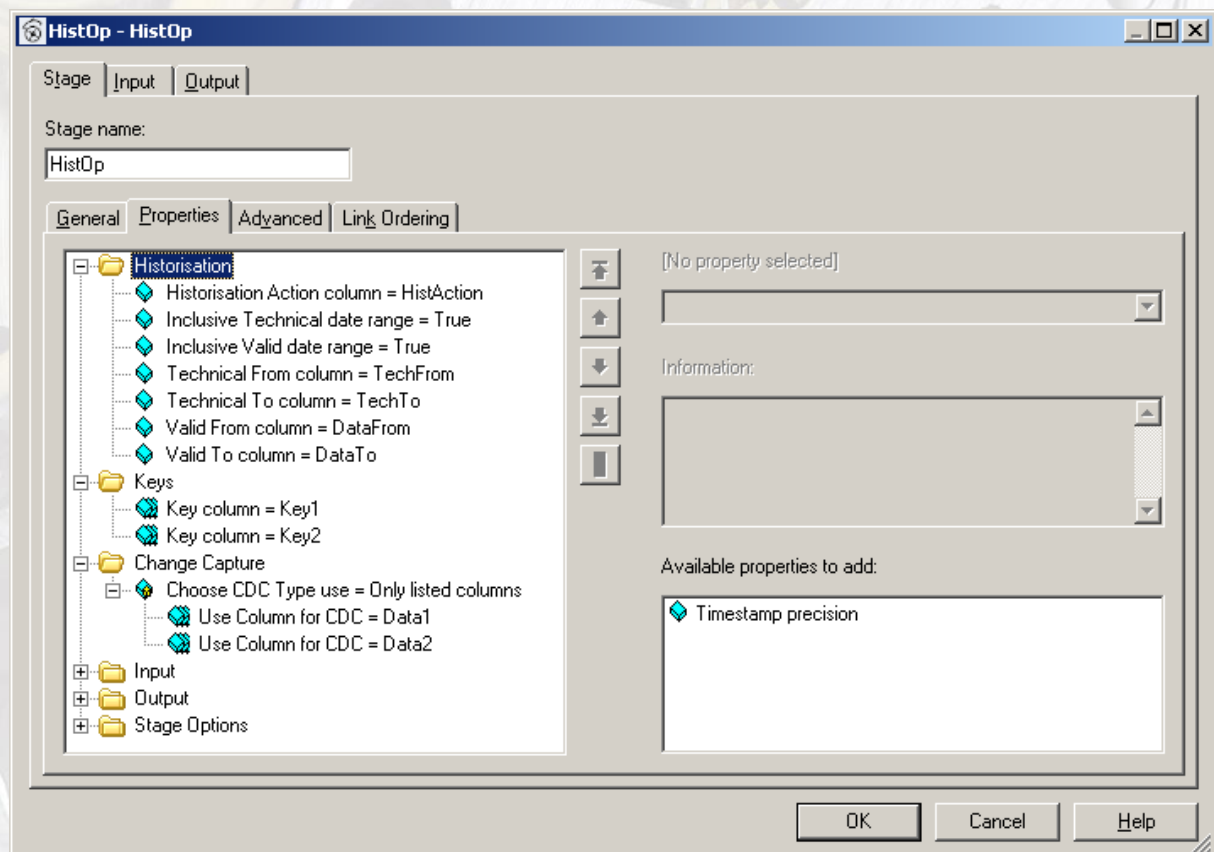 HistOp - HistOp
Stage Input Output
Stage name:
HistOp
General Properties Advanced Link Ordering
Historisation
Historisation Action column = HistAction
Inclusive Technical date range = True
Inclusive Valid date range = True
Technical From column = TechFrom
Technical To column = TechTo
Valid From column = DataFrom
Valid To column = DataTo
Keys
Key column = Key1
Key column = Key2
Change Capture
Choose CDC Type use = Only listed columns
Use Column for CDC = Data1
Use Column for CDC = Data2
Input
Output
Stage Options
[No property selected]
Information:
Available properties to add:
Timestamp precision
OK Cancel Help